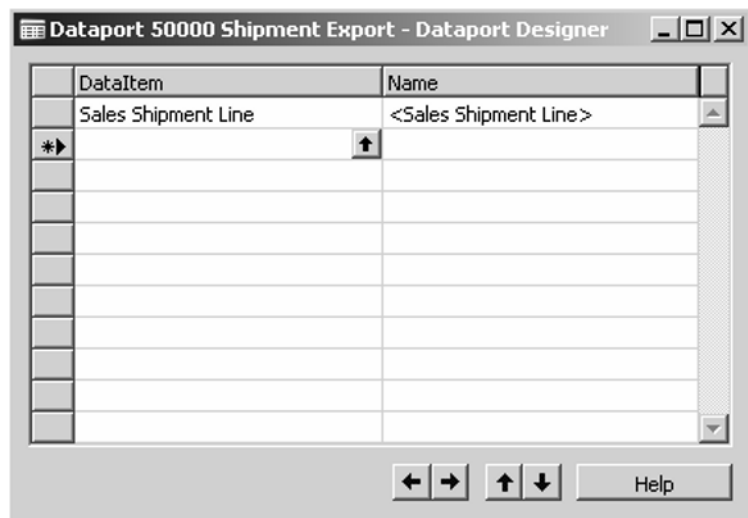 Dataport 50000 Shipment Export - Dataport Designer
DataItem Name
Sales Shipment Line <Sales Shipment Line>
Help